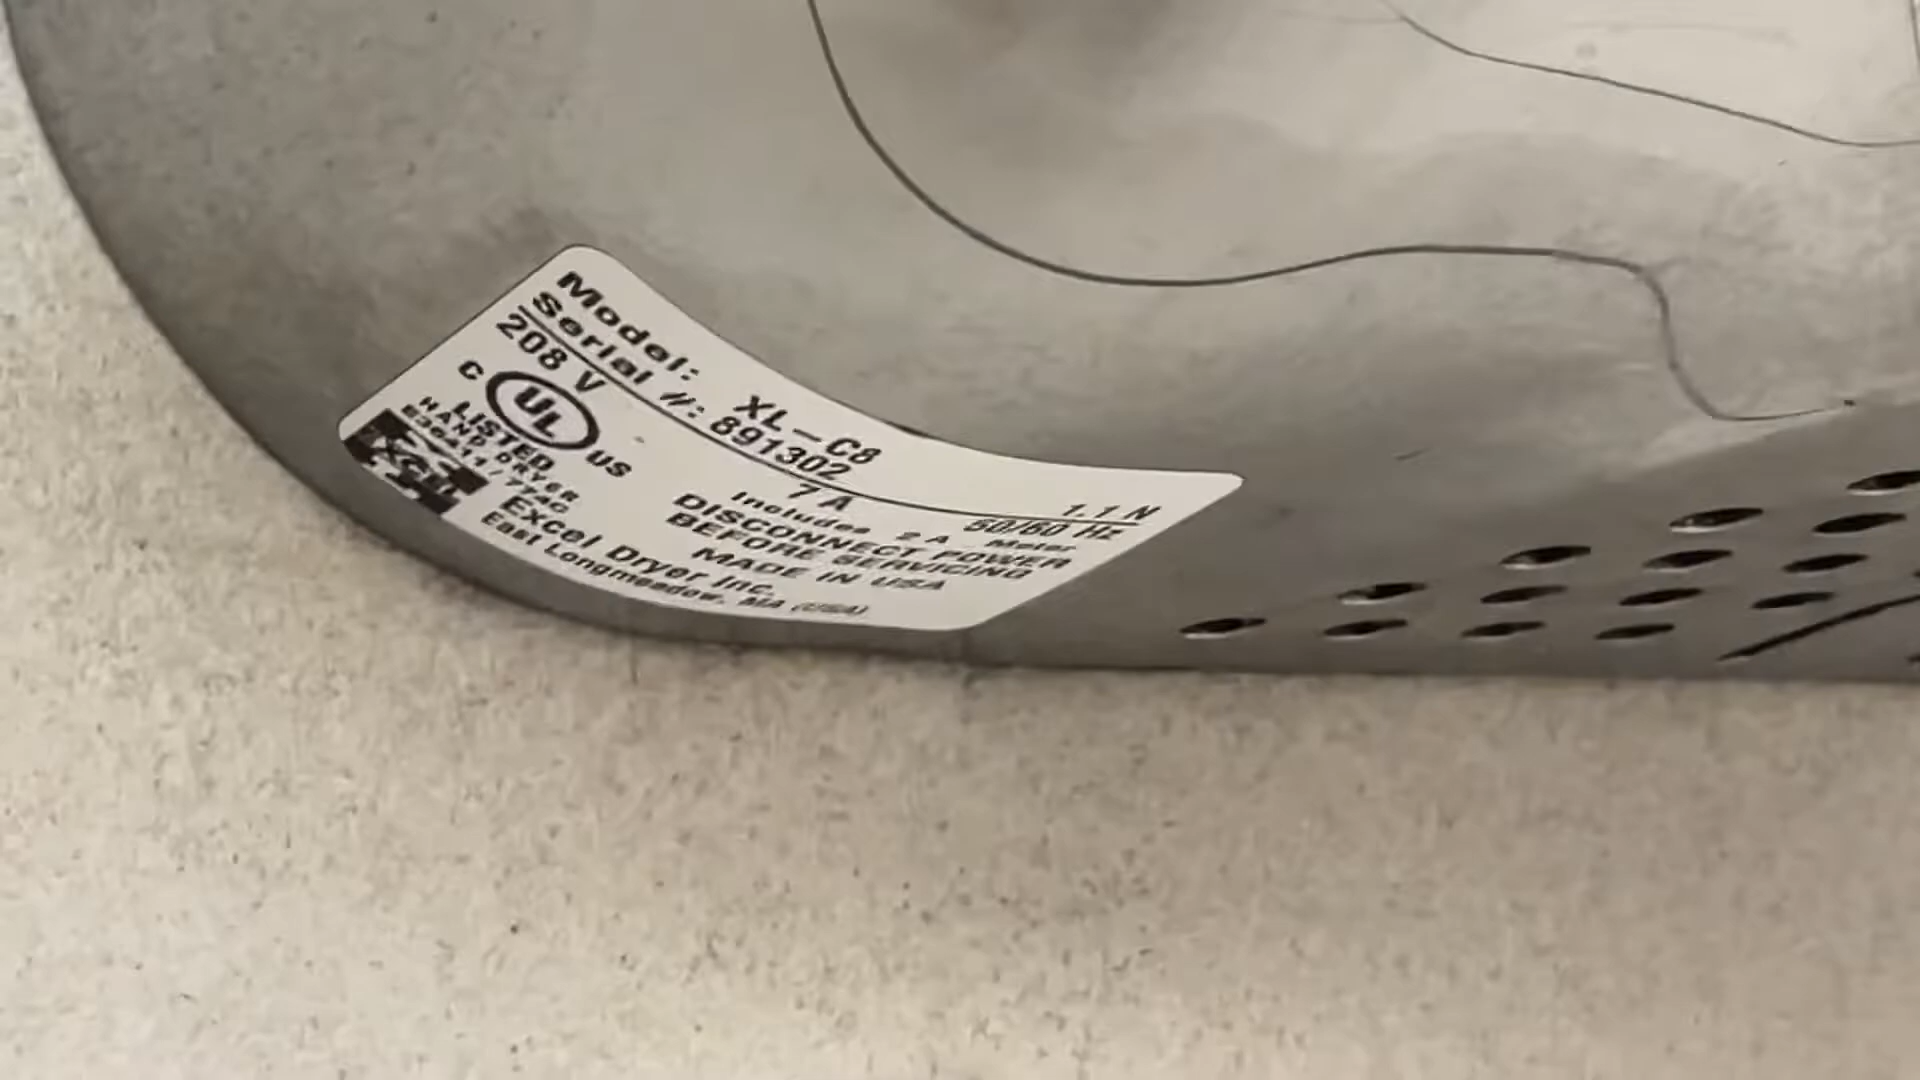 Model: XL-C8 1.1 N
Serial #: 891302
208 V 7 A 50/60 Hz
Includes 2 A Motor
C UL US
LISTED
HAND DRYER
DISCONNECT POWER
BEFORE SERVICING
MADE IN USA
Excel Dryer Inc.
East Longmeadow, MA (USA)